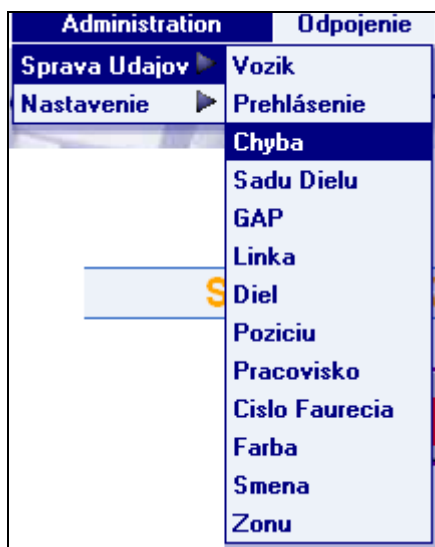 Administration Odpojenie
Sprava Udajov Vozik
Nastavenie Prehlásenie
Chyba
Sadu Dielu
GAP
Linka
S Diel
Poziciu
Pracovisko
Cislo Faurecia
Farba
Smena
Zonu